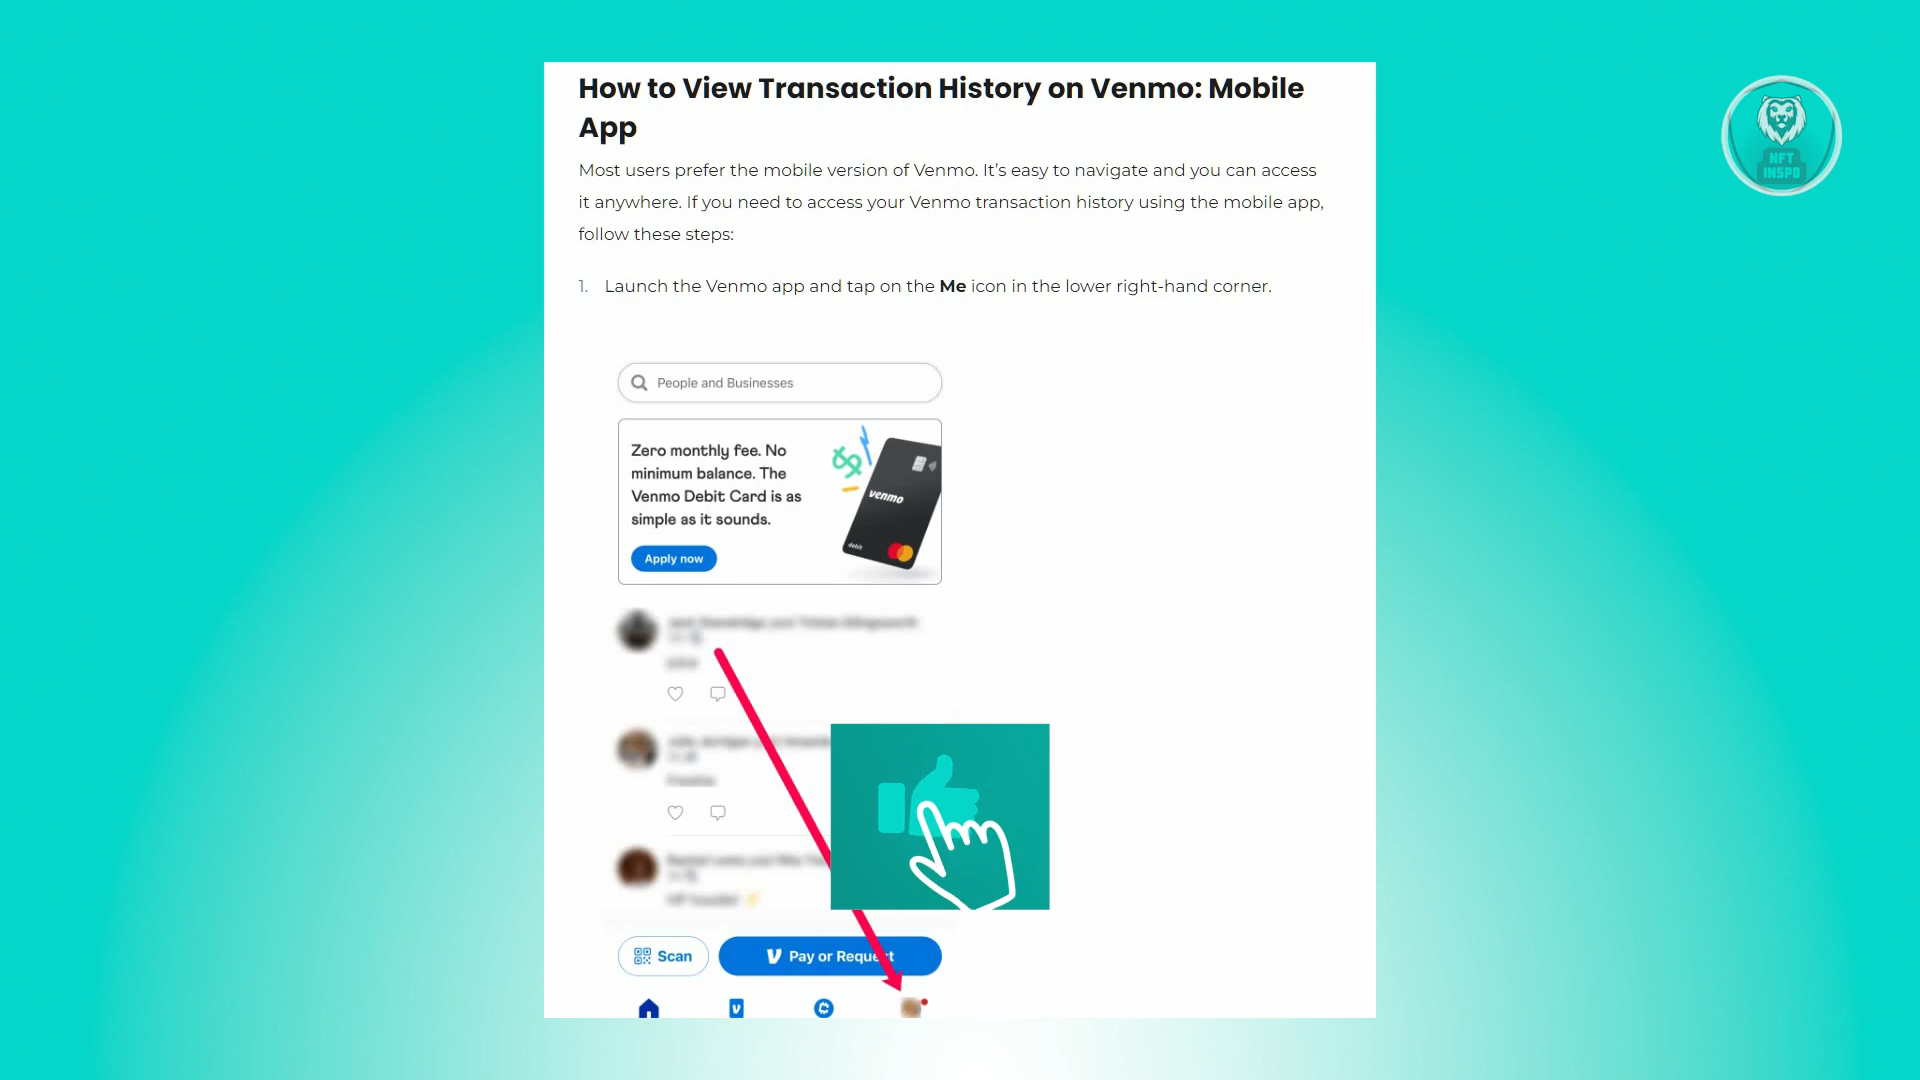 How to View Transaction History on Venmo: Mobile
App
Most users prefer the mobile version of Venmo. It’s easy to navigate and you can access
it anywhere. If you need to access your Venmo transaction history using the mobile app,
follow these steps:
1. Launch the Venmo app and tap on the Me icon in the lower right-hand corner.
NFT
INSPO
People and Businesses
Zero monthly fee. No
minimum balance. The
Venmo Debit Card is as
simple as it sounds.
venmo
debit
Apply now
Scan
Pay or Request